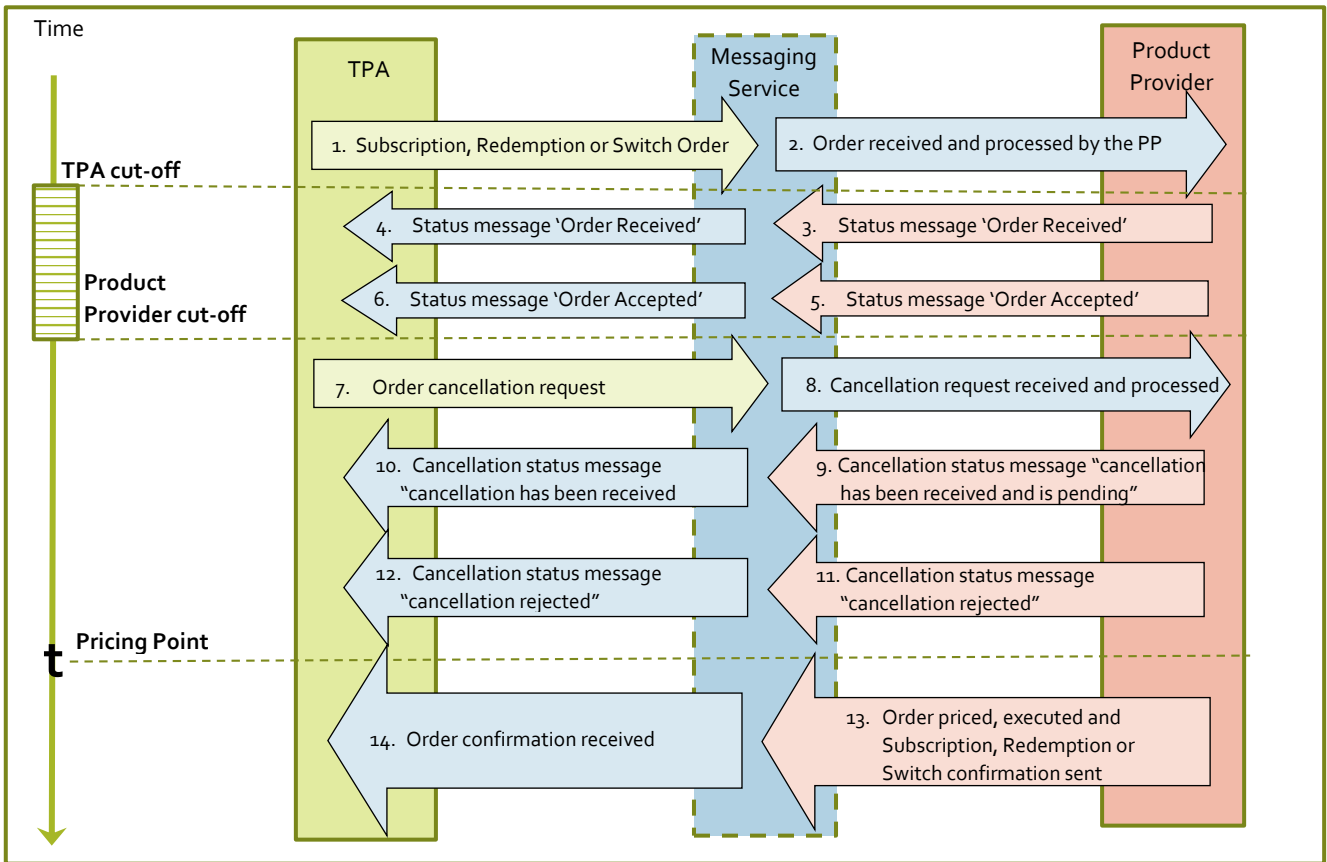 Time
TPA
Messaging
Service
Product
Provider
1. Subscription, Redemption or Switch Order
2. Order received and processed by the PP
TPA cut-off
4. Status message ‘Order Received’
3. Status message ‘Order Received’
Product
Provider cut-off
6. Status message ‘Order Accepted’
5. Status message ‘Order Accepted’
7. Order cancellation request
8. Cancellation request received and processed
10. Cancellation status message
“cancellation has been received
9. Cancellation status message “cancellation
has been received and is pending”
12. Cancellation status message
“cancellation rejected”
11. Cancellation status message
“cancellation rejected”
Pricing Point
t
14. Order confirmation received
13. Order priced, executed and
Subscription, Redemption or
Switch confirmation sent